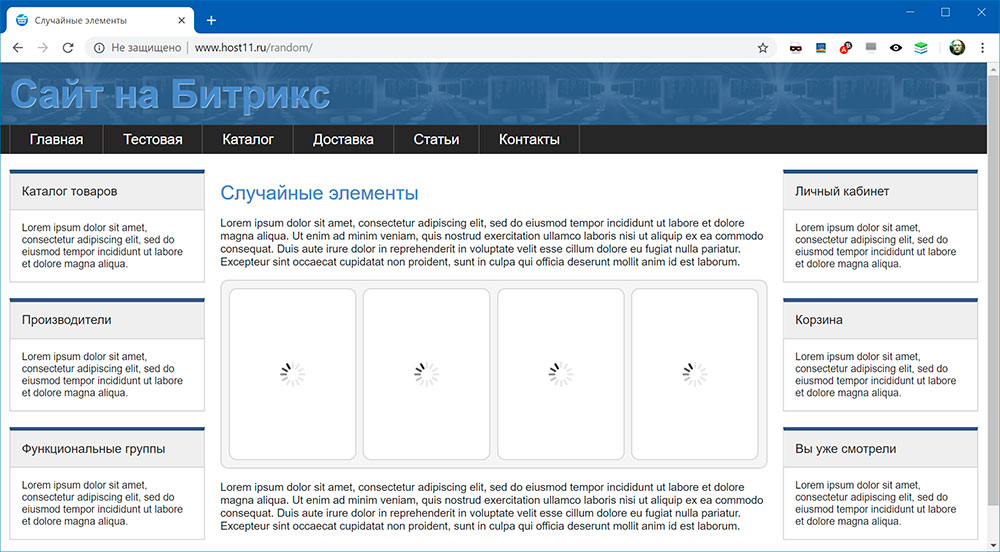 Случайные элементы
Не защищено | www.host11.ru/random/
Сайт на Битрикс
Главная Тестовая Каталог Доставка Статьи Контакты
Каталог товаров
Lorem ipsum dolor sit amet,
consectetur adipiscing elit, sed do
eiusmod tempor incididunt ut labore
et dolore magna aliqua.
Производители
Lorem ipsum dolor sit amet,
consectetur adipiscing elit, sed do
eiusmod tempor incididunt ut labore
et dolore magna aliqua.
Функциональные группы
Lorem ipsum dolor sit amet,
consectetur adipiscing elit, sed do
eiusmod tempor incididunt ut labore
et dolore magna aliqua.
Случайные элементы
Lorem ipsum dolor sit amet, consectetur adipiscing elit, sed do eiusmod tempor incididunt ut labore et dolore
magna aliqua. Ut enim ad minim veniam, quis nostrud exercitation ullamco laboris nisi ut aliquip ex ea commodo
consequat. Duis aute irure dolor in reprehenderit in voluptate velit esse cillum dolore eu fugiat nulla pariatur.
Excepteur sint occaecat cupidatat non proident, sunt in culpa qui officia deserunt mollit anim id est laborum.
Lorem ipsum dolor sit amet, consectetur adipiscing elit, sed do eiusmod tempor incididunt ut labore et dolore
magna aliqua. Ut enim ad minim veniam, quis nostrud exercitation ullamco laboris nisi ut aliquip ex ea commodo
consequat. Duis aute irure dolor in reprehenderit in voluptate velit esse cillum dolore eu fugiat nulla pariatur.
Excepteur sint occaecat cupidatat non proident, sunt in culpa qui officia deserunt mollit anim id est laborum.
Личный кабинет
Lorem ipsum dolor sit amet,
consectetur adipiscing elit, sed do
eiusmod tempor incididunt ut labore
et dolore magna aliqua.
Корзина
Lorem ipsum dolor sit amet,
consectetur adipiscing elit, sed do
eiusmod tempor incididunt ut labore
et dolore magna aliqua.
Вы уже смотрели
Lorem ipsum dolor sit amet,
consectetur adipiscing elit, sed do
eiusmod tempor incididunt ut labore
et dolore magna aliqua.